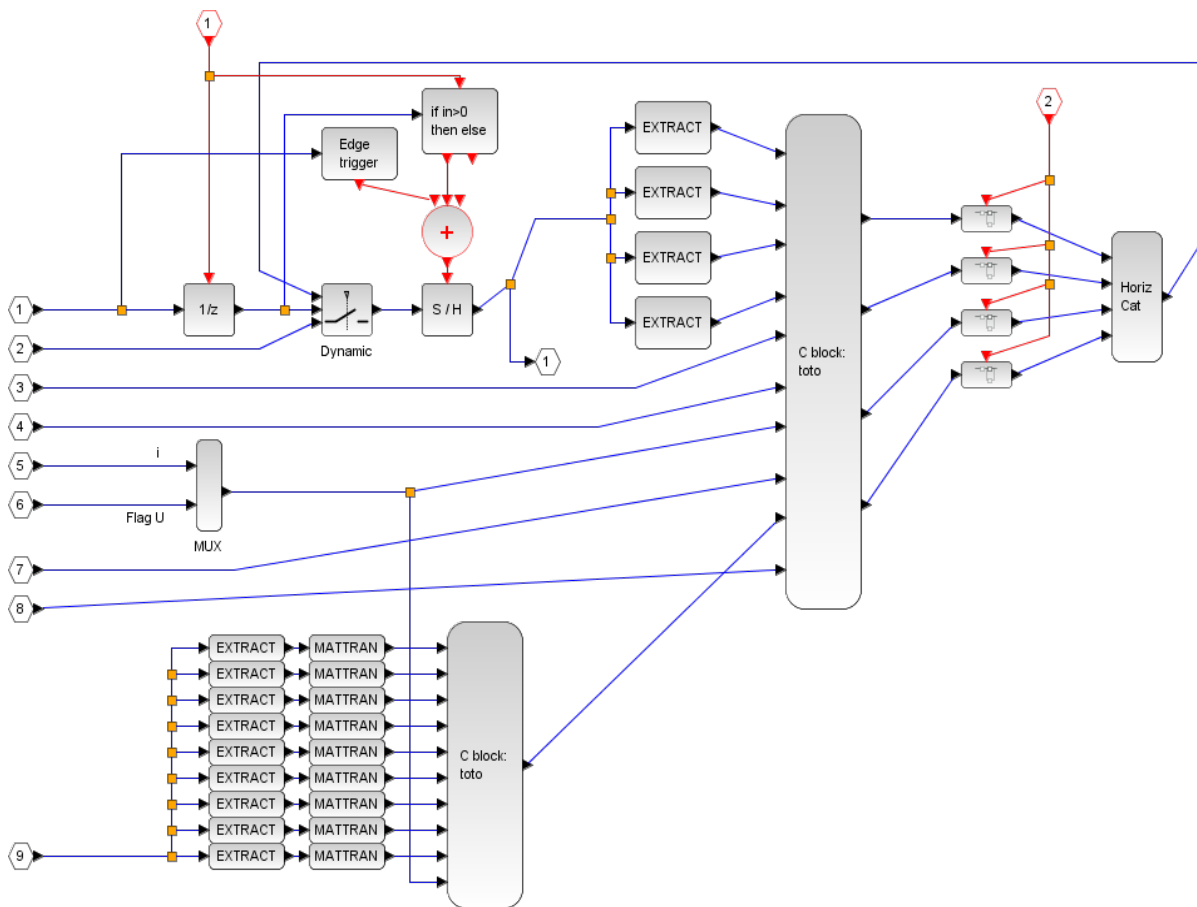 1
if in>0
then else
Edge
trigger
+
EXTRACT
EXTRACT
EXTRACT
EXTRACT
2
1
1/z
Dynamic
S / H
1
2
3
4
C block:
toto
Horiz
Cat
5
i
6
Flag U
MUX
7
8
EXTRACT MATTRAN
EXTRACT MATTRAN
EXTRACT MATTRAN
EXTRACT MATTRAN
EXTRACT MATTRAN
EXTRACT MATTRAN
EXTRACT MATTRAN
EXTRACT MATTRAN
9
EXTRACT MATTRAN
C block:
toto